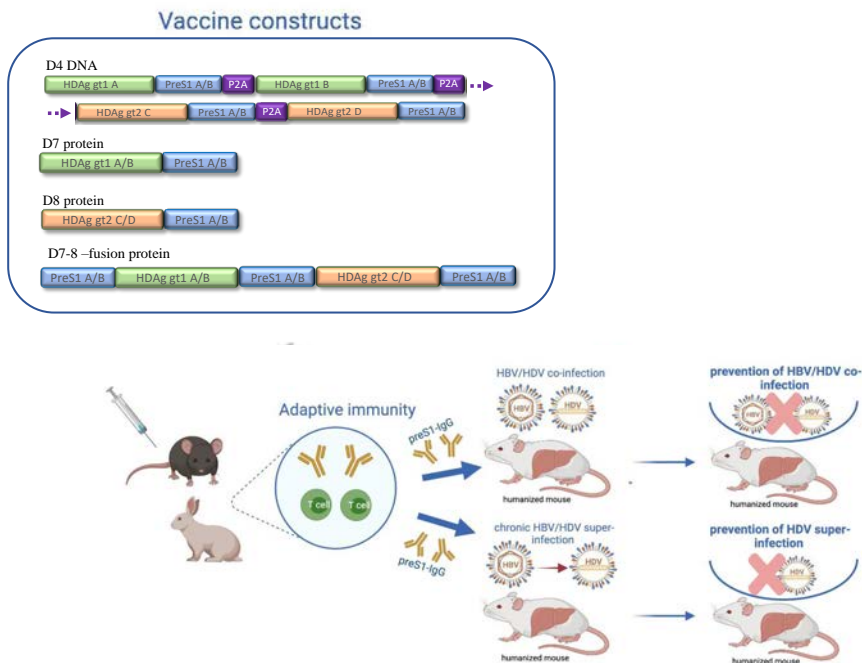 Vaccine constructs
D4 DNA
HDAg gt1 A PreS1 A/B P2A HDAg gt1 B PreS1 A/B P2A
HDAg gt2 C PreS1 A/B P2A HDAg gt2 D PreS1 A/B
D7 protein
HDAg gt1 A/B PreS1 A/B
D8 protein
HDAg gt2 C/D PreS1 A/B
D7-8 –fusion protein
PreS1 A/B HDAg gt1 A/B PreS1 A/B HDAg gt2 C/D PreS1 A/B
Adaptive immunity
T cell T cell
preS1-IgG
preS1-IgG
HBV/HDV co-infection
HBV HDV
humanized mouse
prevention of HBV/HDV co-
infection
HBV HDV
humanized mouse
chronic HBV/HDV super-
infection
HBV HDV
humanized mouse
prevention of HDV super-
infection
HDV
humanized mouse